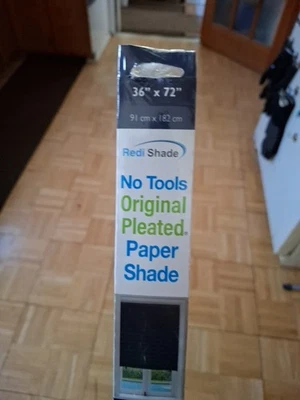 36" x 72"
91 cm x 182 cm
Redi Shade
No Tools
Original
Pleated
Paper
Shade